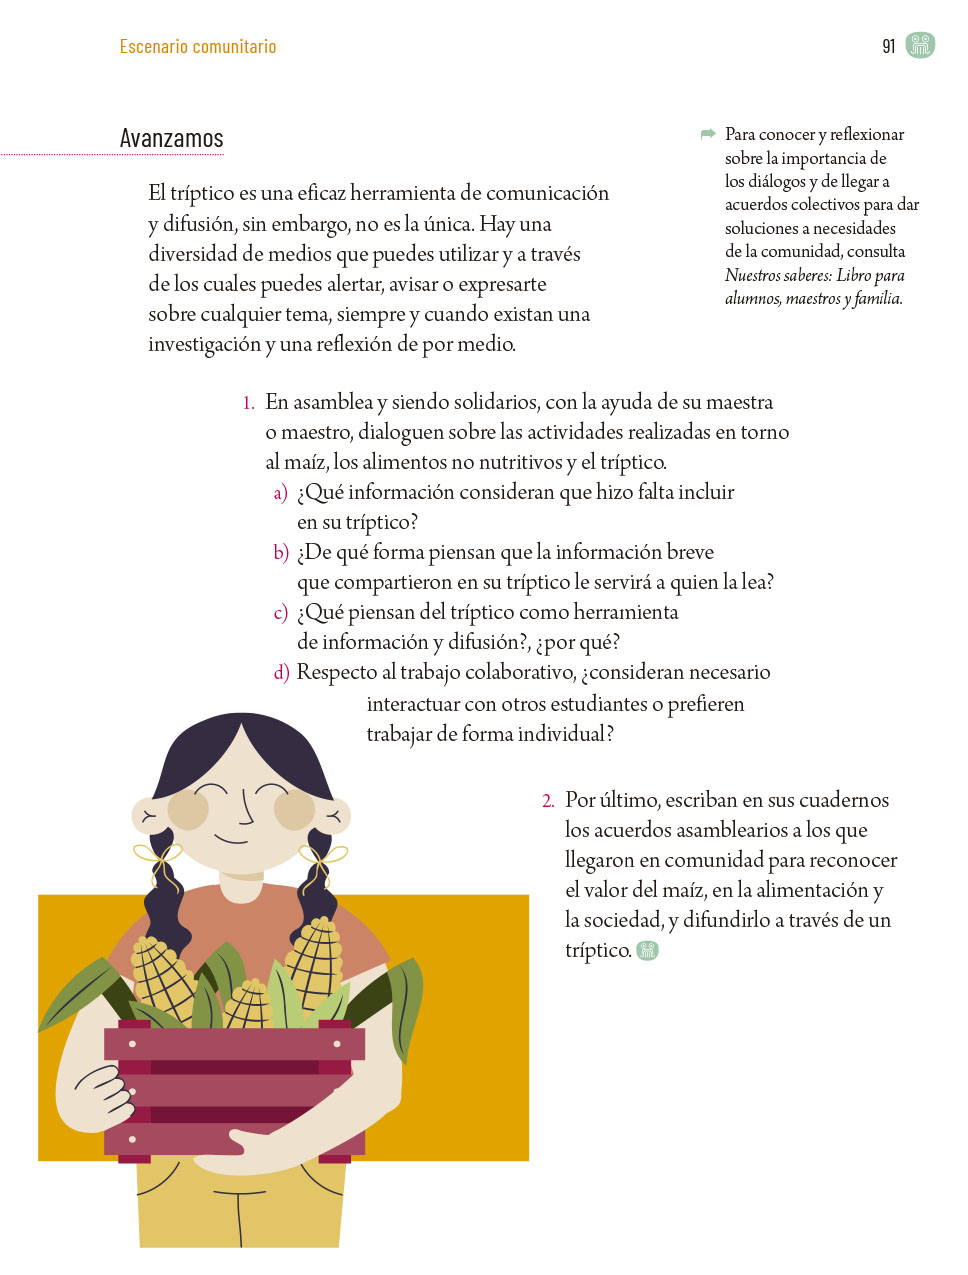 Escenario comunitario
91
Avanzamos
El tríptico es una eficaz herramienta de comunicación
y difusión, sin embargo, no es la única. Hay una
diversidad de medios que puedes utilizar y a través
de los cuales puedes alertar, avisar o expresarte
sobre cualquier tema, siempre y cuando existan una
investigación y una reflexión de por medio.
Para conocer y reflexionar
sobre la importancia de
los diálogos y de llegar a
acuerdos colectivos para dar
soluciones a necesidades
de la comunidad, consulta
Nuestros saberes: Libro para
alumnos, maestros y familia.
1. En asamblea y siendo solidarios, con la ayuda de su maestra
o maestro, dialoguen sobre las actividades realizadas en torno
al maíz, los alimentos no nutritivos y el tríptico.
a) ¿Qué información consideran que hizo falta incluir
en su tríptico?
b) ¿De qué forma piensan que la información breve
que compartieron en su tríptico le servirá a quien la lea?
c) ¿Qué piensan del tríptico como herramienta
de información y difusión?, ¿por qué?
d) Respecto al trabajo colaborativo, ¿consideran necesario
interactuar con otros estudiantes o prefieren
trabajar de forma individual?
2. Por último, escriban en sus cuadernos
los acuerdos asamblearios a los que
llegaron en comunidad para reconocer
el valor del maíz, en la alimentación y
la sociedad, y difundirlo a través de un
tríptico.